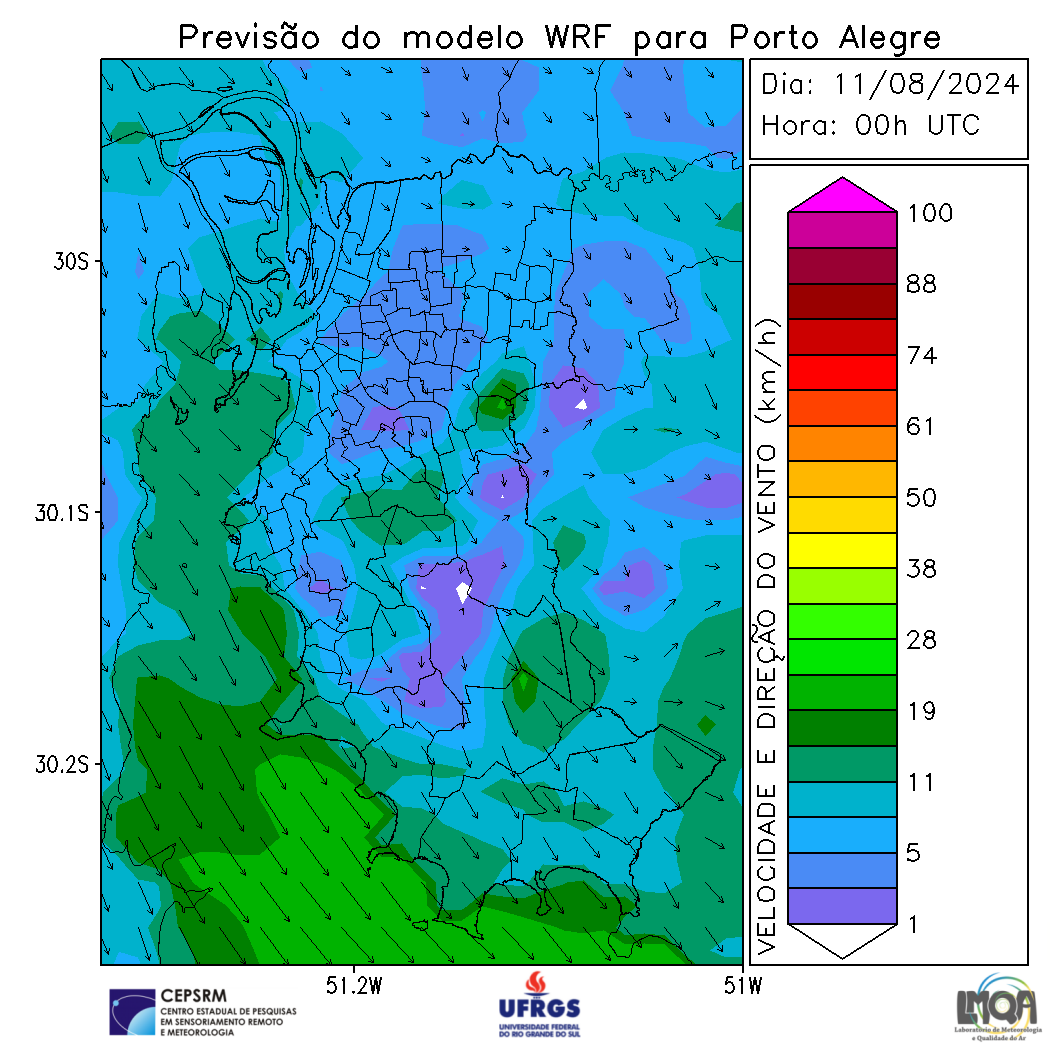 Previsão do modelo WRF para Porto Alegre
Dia: 11/08/2024
Hora: 00h UTC
30S
30.1S
30.2S
51.2W
51W
VELOCIDADE E DIREÇÃO DO VENTO (km/h)
100
88
74
61
50
38
28
19
11
5
1
CEPSRM
CENTRO ESTADUAL DE PESQUISAS
EM SENSORIAMENTO REMOTO
E METEOROLOGIA
UFRGS
UNIVERSIDADE FEDERAL
DO RIO GRANDE DO SUL
LMQA
Laboratório de Meteorologia
e Qualidade do Ar